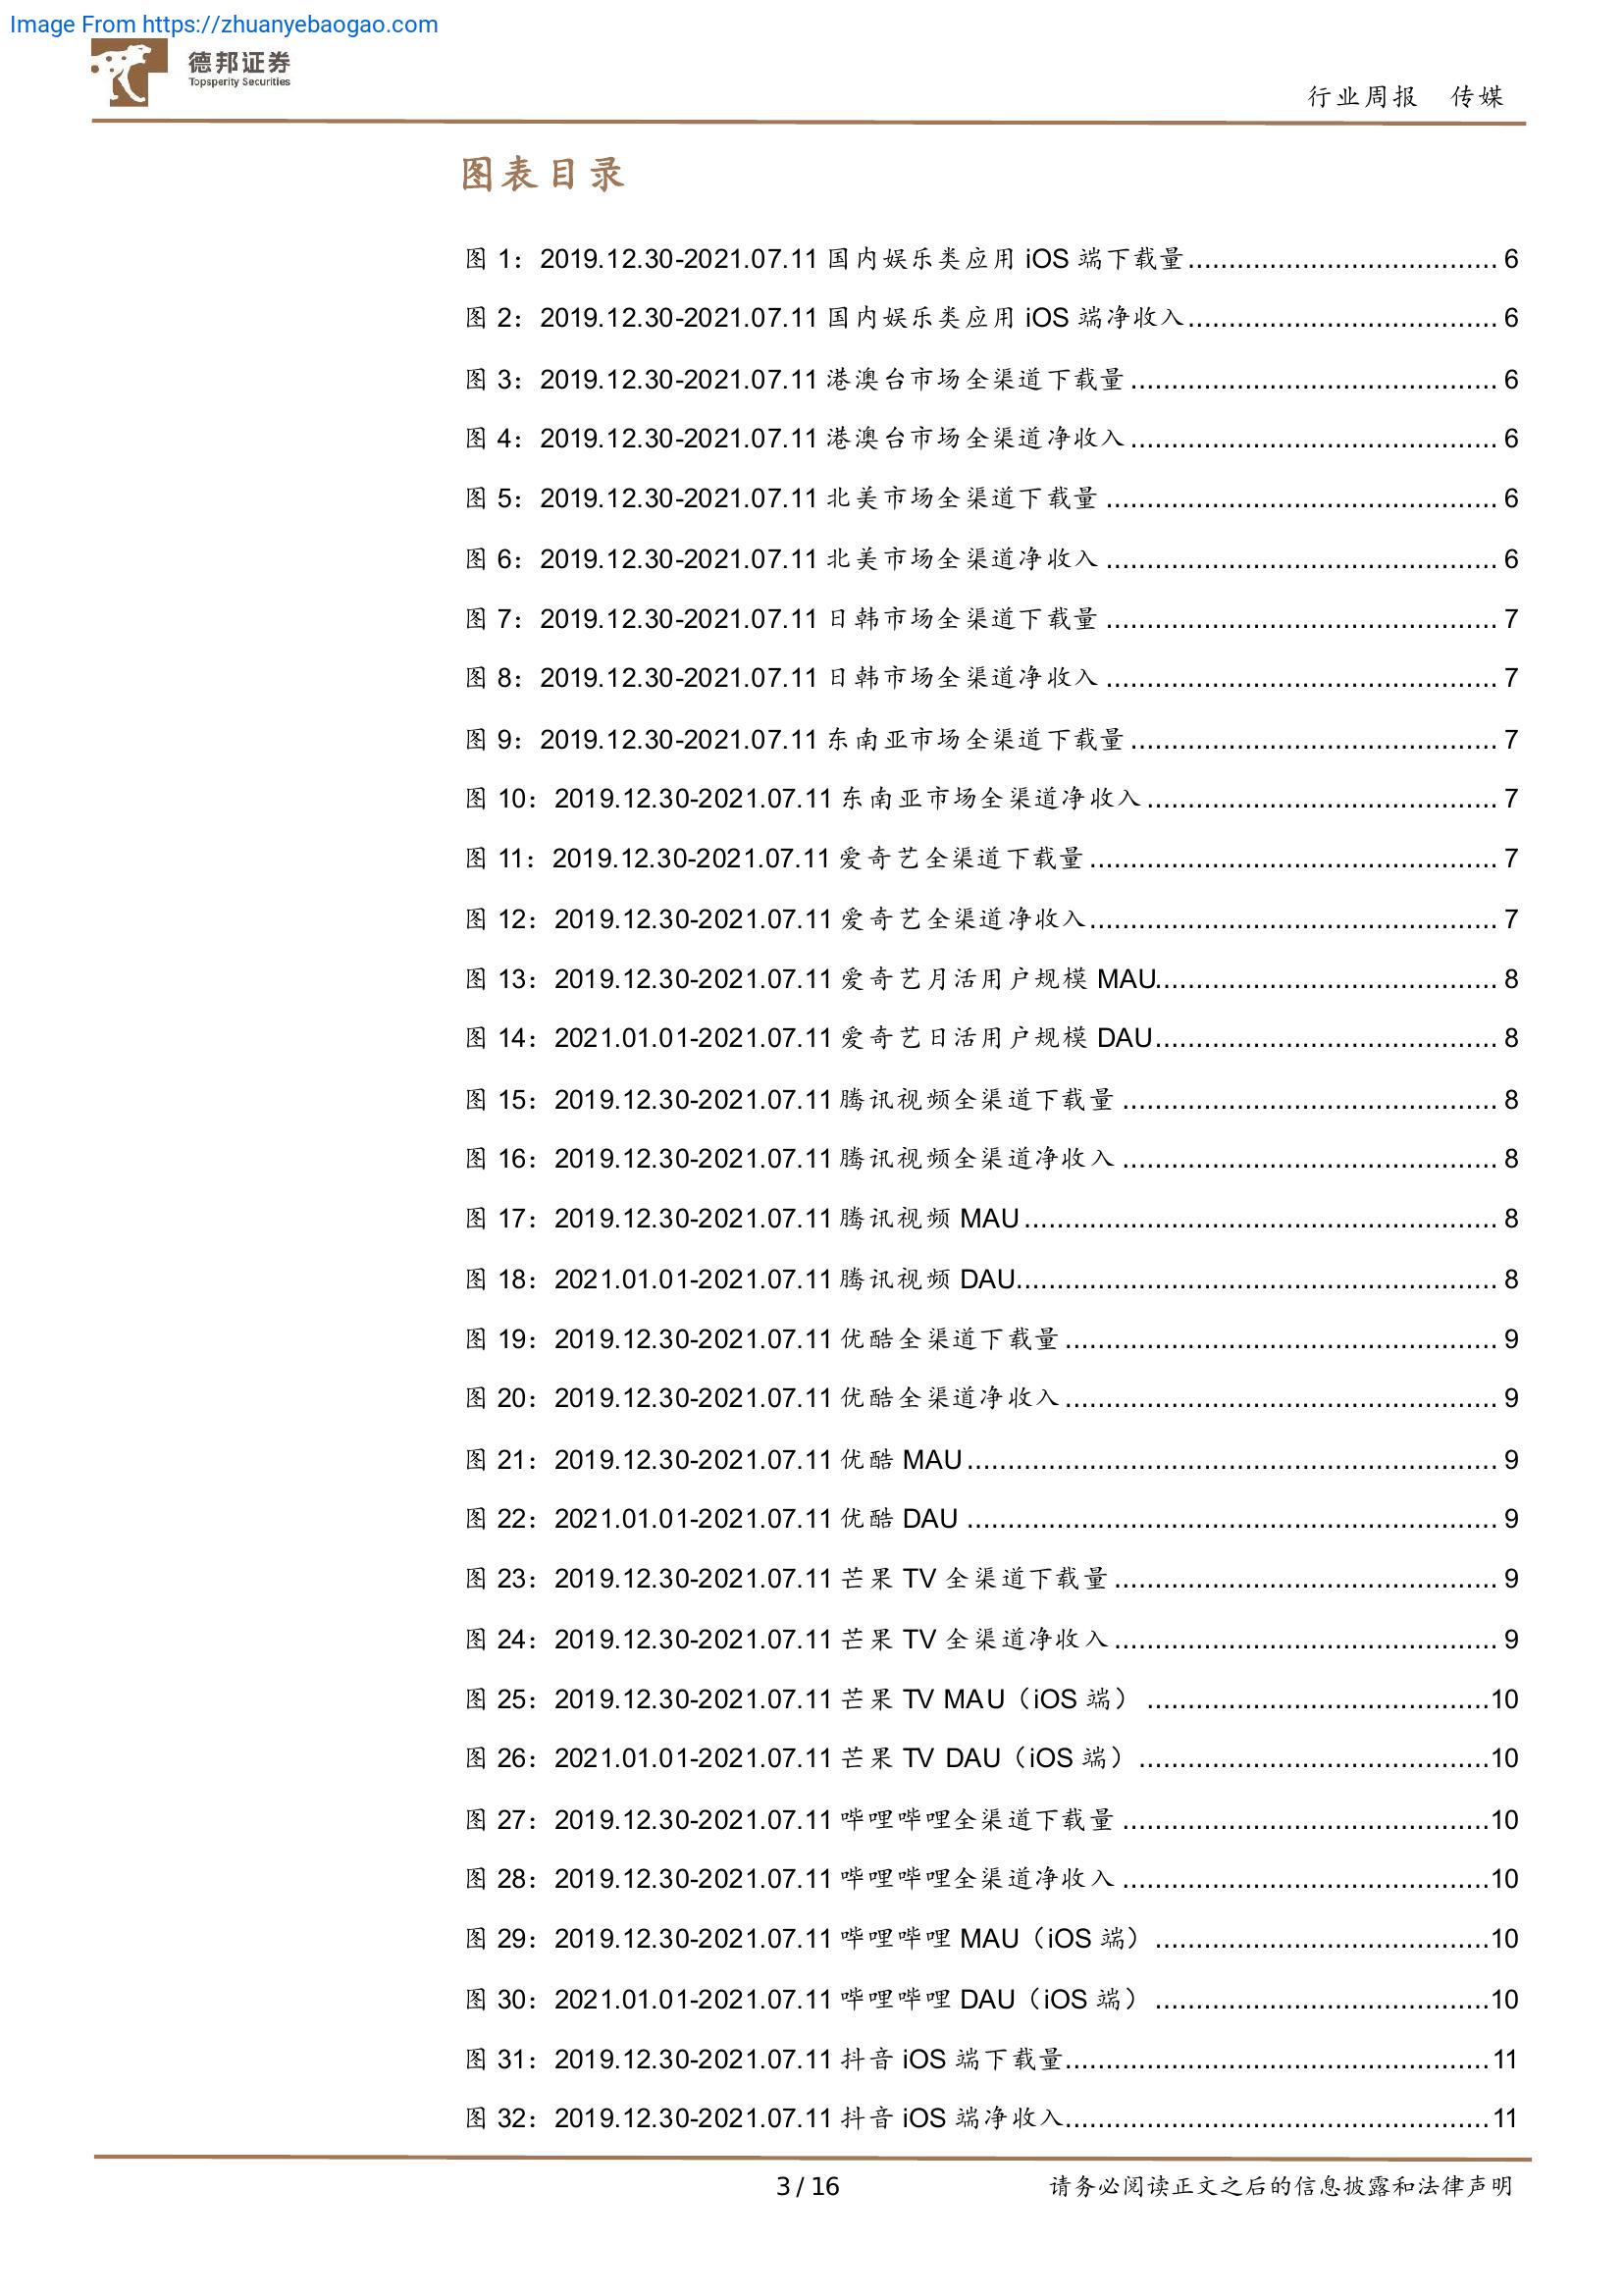 Image From https://zhuanyebaogao.com
德邦证券
Topsperity Securities
行业周报 传媒
图表目录
图 1：2019.12.30-2021.07.11 国内娱乐类应用 iOS 端下载量...................................... 6
图 2：2019.12.30-2021.07.11 国内娱乐类应用 iOS 端净收入...................................... 6
图 3：2019.12.30-2021.07.11 港澳台市场全渠道下载量............................................. 6
图 4：2019.12.30-2021.07.11 港澳台市场全渠道净收入............................................. 6
图 5：2019.12.30-2021.07.11 北美市场全渠道下载量 ................................................ 6
图 6：2019.12.30-2021.07.11 北美市场全渠道净收入 ................................................ 6
图 7：2019.12.30-2021.07.11 日韩市场全渠道下载量 ................................................ 7
图 8：2019.12.30-2021.07.11 日韩市场全渠道净收入 ................................................ 7
图 9：2019.12.30-2021.07.11 东南亚市场全渠道下载量............................................. 7
图 10：2019.12.30-2021.07.11 东南亚市场全渠道净收入........................................... 7
图 11：2019.12.30-2021.07.11 爱奇艺全渠道下载量.................................................. 7
图 12：2019.12.30-2021.07.11 爱奇艺全渠道净收入.................................................. 7
图 13：2019.12.30-2021.07.11 爱奇艺月活用户规模 MAU.......................................... 8
图 14：2021.01.01-2021.07.11 爱奇艺日活用户规模 DAU.......................................... 8
图 15：2019.12.30-2021.07.11 腾讯视频全渠道下载量 .............................................. 8
图 16：2019.12.30-2021.07.11 腾讯视频全渠道净收入 .............................................. 8
图 17：2019.12.30-2021.07.11 腾讯视频 MAU.......................................................... 8
图 18：2021.01.01-2021.07.11 腾讯视频 DAU........................................................... 8
图 19：2019.12.30-2021.07.11 优酷全渠道下载量..................................................... 9
图 20：2019.12.30-2021.07.11 优酷全渠道净收入..................................................... 9
图 21：2019.12.30-2021.07.11 优酷 MAU................................................................. 9
图 22：2021.01.01-2021.07.11 优酷 DAU ................................................................. 9
图 23：2019.12.30-2021.07.11 芒果 TV 全渠道下载量............................................... 9
图 24：2019.12.30-2021.07.11 芒果 TV 全渠道净收入............................................... 9
图 25：2019.12.30-2021.07.11 芒果 TV MAU（iOS 端） ..........................................10
图 26：2021.01.01-2021.07.11 芒果 TV DAU（iOS 端）...........................................10
图 27：2019.12.30-2021.07.11 哔哩哔哩全渠道下载量 .............................................10
图 28：2019.12.30-2021.07.11 哔哩哔哩全渠道净收入 .............................................10
图 29：2019.12.30-2021.07.11 哔哩哔哩 MAU（iOS 端） .........................................10
图 30：2021.01.01-2021.07.11 哔哩哔哩 DAU（iOS 端） .........................................10
图 31：2019.12.30-2021.07.11 抖音 iOS 端下载量....................................................11
图 32：2019.12.30-2021.07.11 抖音 iOS 端净收入....................................................11
3 / 16
请务必阅读正文之后的信息披露和法律声明